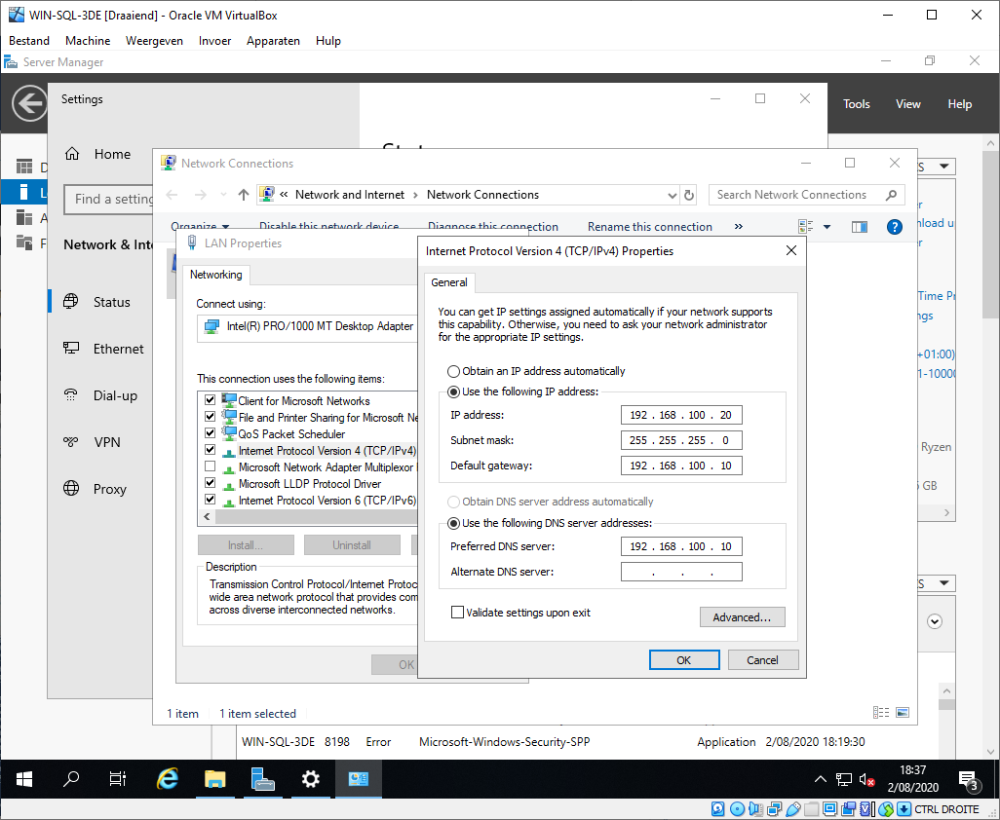 WIN-SQL-3DE [Draaiend] - Oracle VM VirtualBox
Bestand Machine Weergeven Invoer Apparaten Hulp
Server Manager
Settings
Tools View Help
Home
Network Connections
Find a setting
« Network and Internet › Network Connections
Search Network Connections
Organize Disable this network device Diagnose this connection Rename this connection »
Network & Int
LAN Properties
Internet Protocol Version 4 (TCP/IPv4) Properties
Networking
General
Status
Ethernet
Dial-up
VPN
Proxy
Connect using:
Intel(R) PRO/1000 MT Desktop Adapter
This connection uses the following items:
Client for Microsoft Networks
File and Printer Sharing for Microsoft Ne
QoS Packet Scheduler
Internet Protocol Version 4 (TCP/IPv4)
Microsoft Network Adapter Multiplexor
Microsoft LLDP Protocol Driver
Internet Protocol Version 6 (TCP/IPv6)
Install... Uninstall
Description
Transmission Control Protocol/Internet Protoc
wide area network protocol that provides com
across diverse interconnected networks.
OK
You can get IP settings assigned automatically if your network supports
this capability. Otherwise, you need to ask your network administrator
for the appropriate IP settings.
Obtain an IP address automatically
Use the following IP address:
IP address: 192 . 168 . 100 . 20
Subnet mask: 255 . 255 . 255 . 0
Default gateway: 192 . 168 . 100 . 10
Obtain DNS server address automatically
Use the following DNS server addresses:
Preferred DNS server: 192 . 168 . 100 . 10
Alternate DNS server: . . .
Validate settings upon exit
Advanced...
OK Cancel
Time Pr
ngs
+01:00)
1-10000
Ryzen
GB
1 item 1 item selected
WIN-SQL-3DE 8198 Error Microsoft-Windows-Security-SPP Application 2/08/2020 18:19:30
18:37
2/08/2020
3
CTRL DROITE